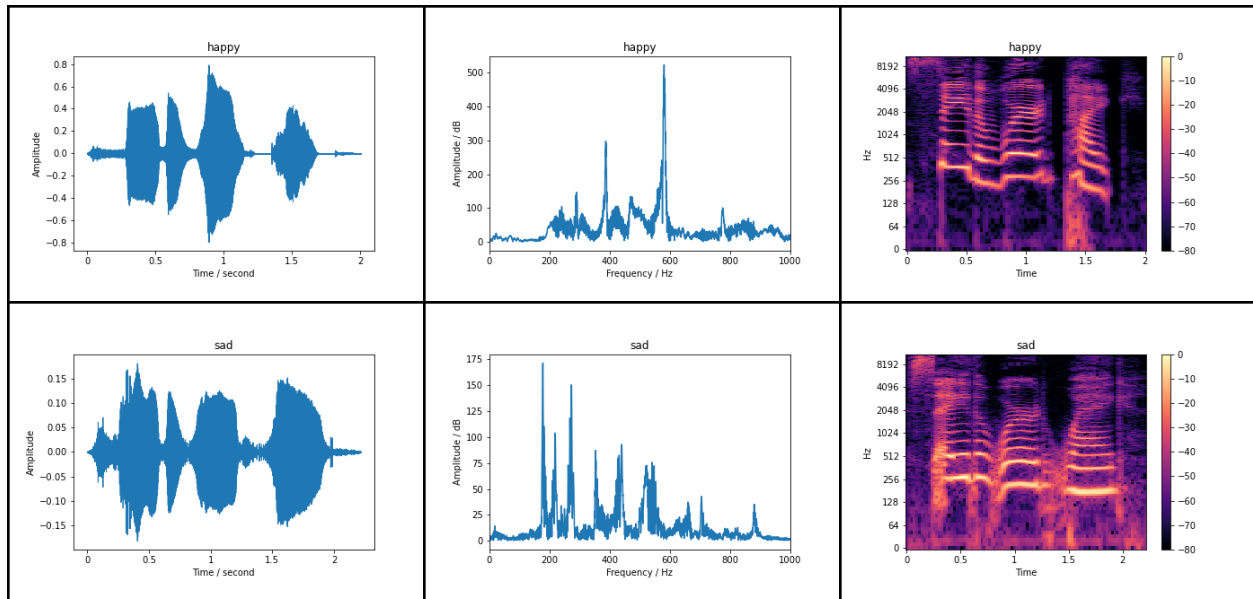 happy
0.8
0.6
0.4
0.2
0.0
−0.2
−0.4
−0.6
−0.8
Amplitude
0.0 0.5 1.0 1.5 2.0
Time / second
happy
500
400
300
200
100
0
Amplitude / dB
0 200 400 600 800 1000
Frequency / Hz
happy
8192
4096
2048
1024
512
256
128
64
0
Hz
0 0.5 1 1.5 2
Time
0
−10
−20
−30
−40
−50
−60
−70
−80
sad
0.15
0.10
0.05
0.00
−0.05
−0.10
−0.15
Amplitude
0 0.5 1 1.5 2
Time / second
sad
175
150
125
100
75
50
25
0
Amplitude / dB
0 200 400 600 800 1000
Frequency / Hz
sad
8192
4096
2048
1024
512
256
128
64
0
Hz
0 0.5 1 1.5 2
Time
0
−10
−20
−30
−40
−50
−60
−70
−80